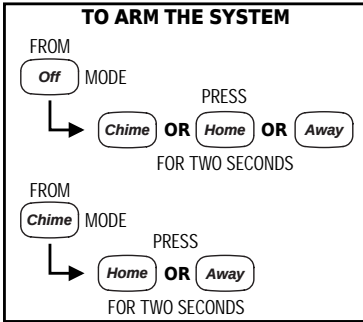 TO ARM THE SYSTEM
FROM
Off MODE
PRESS
Chime OR Home OR Away
FOR TWO SECONDS
FROM
Chime MODE
PRESS
Home OR Away
FOR TWO SECONDS